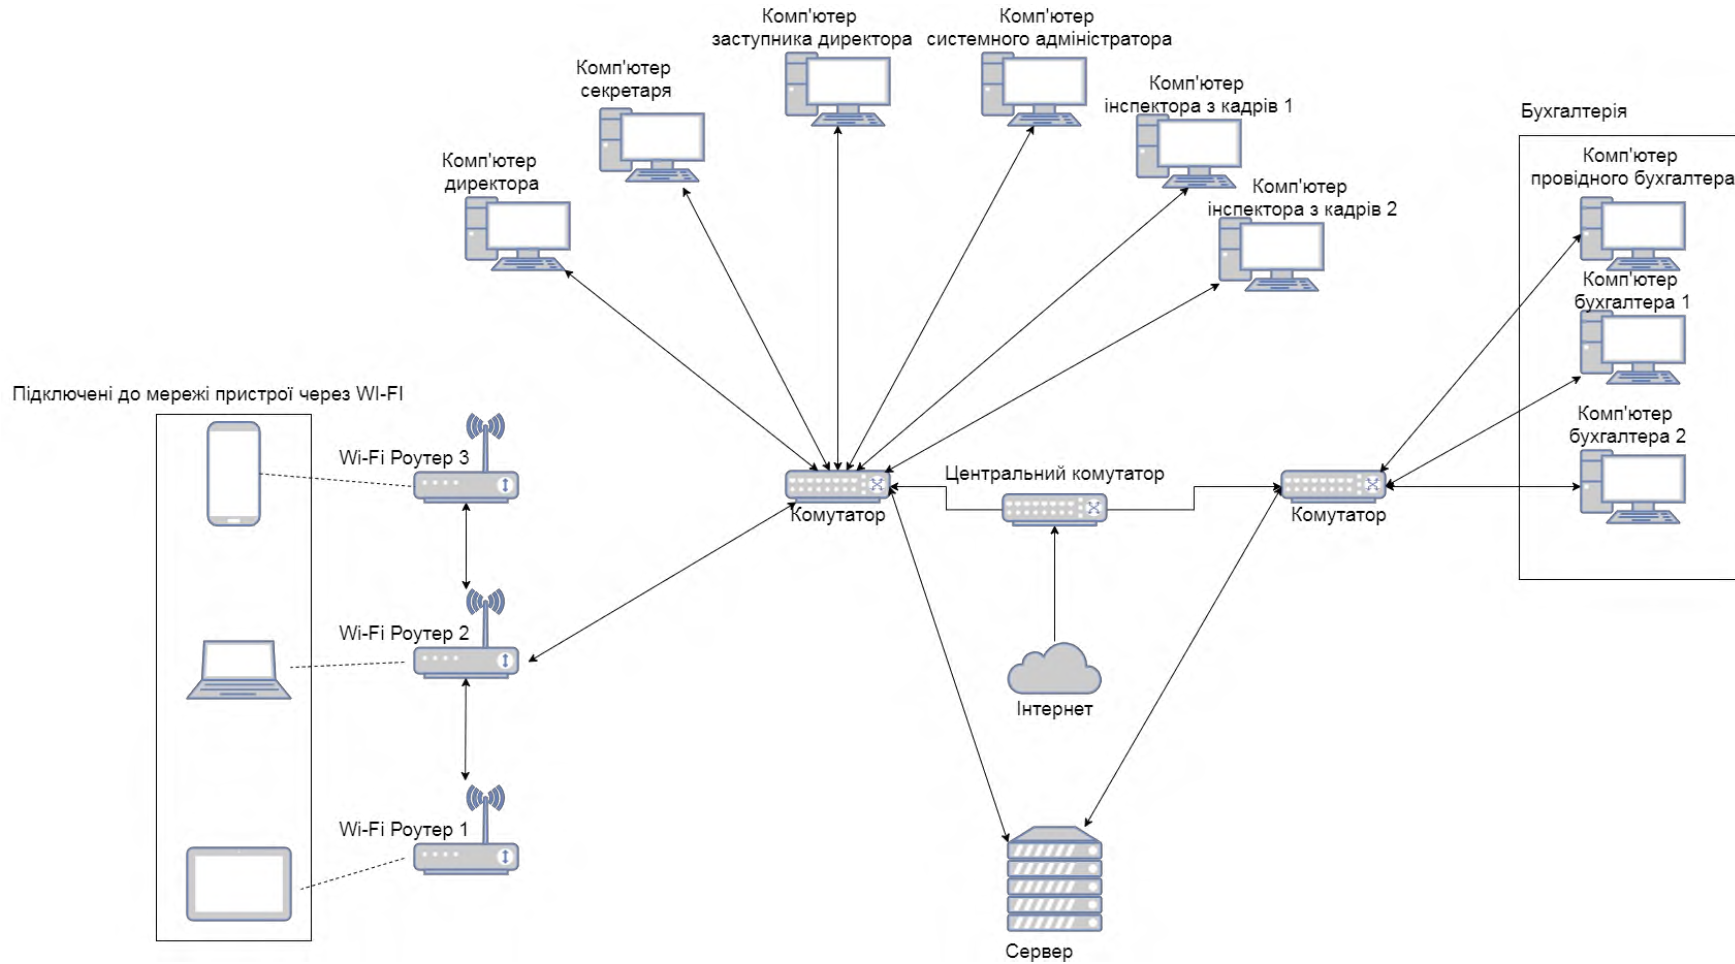 Комп'ютер
заступника директора
Комп'ютер
системного адміністратора
Комп'ютер
секретаря
Комп'ютер
інспектора з кадрів 1
Бухгалтерія
Комп'ютер
директора
Комп'ютер
інспектора з кадрів 2
Комп'ютер
провідного бухгалтера
Комп'ютер
бухгалтера 1
Підключені до мережі пристрої через WI-FI
Комп'ютер
бухгалтера 2
Wi-Fi Роутер 3
Центральний комутатор
Комутатор
Комутатор
Wi-Fi Роутер 2
Інтернет
Wi-Fi Роутер 1
Сервер